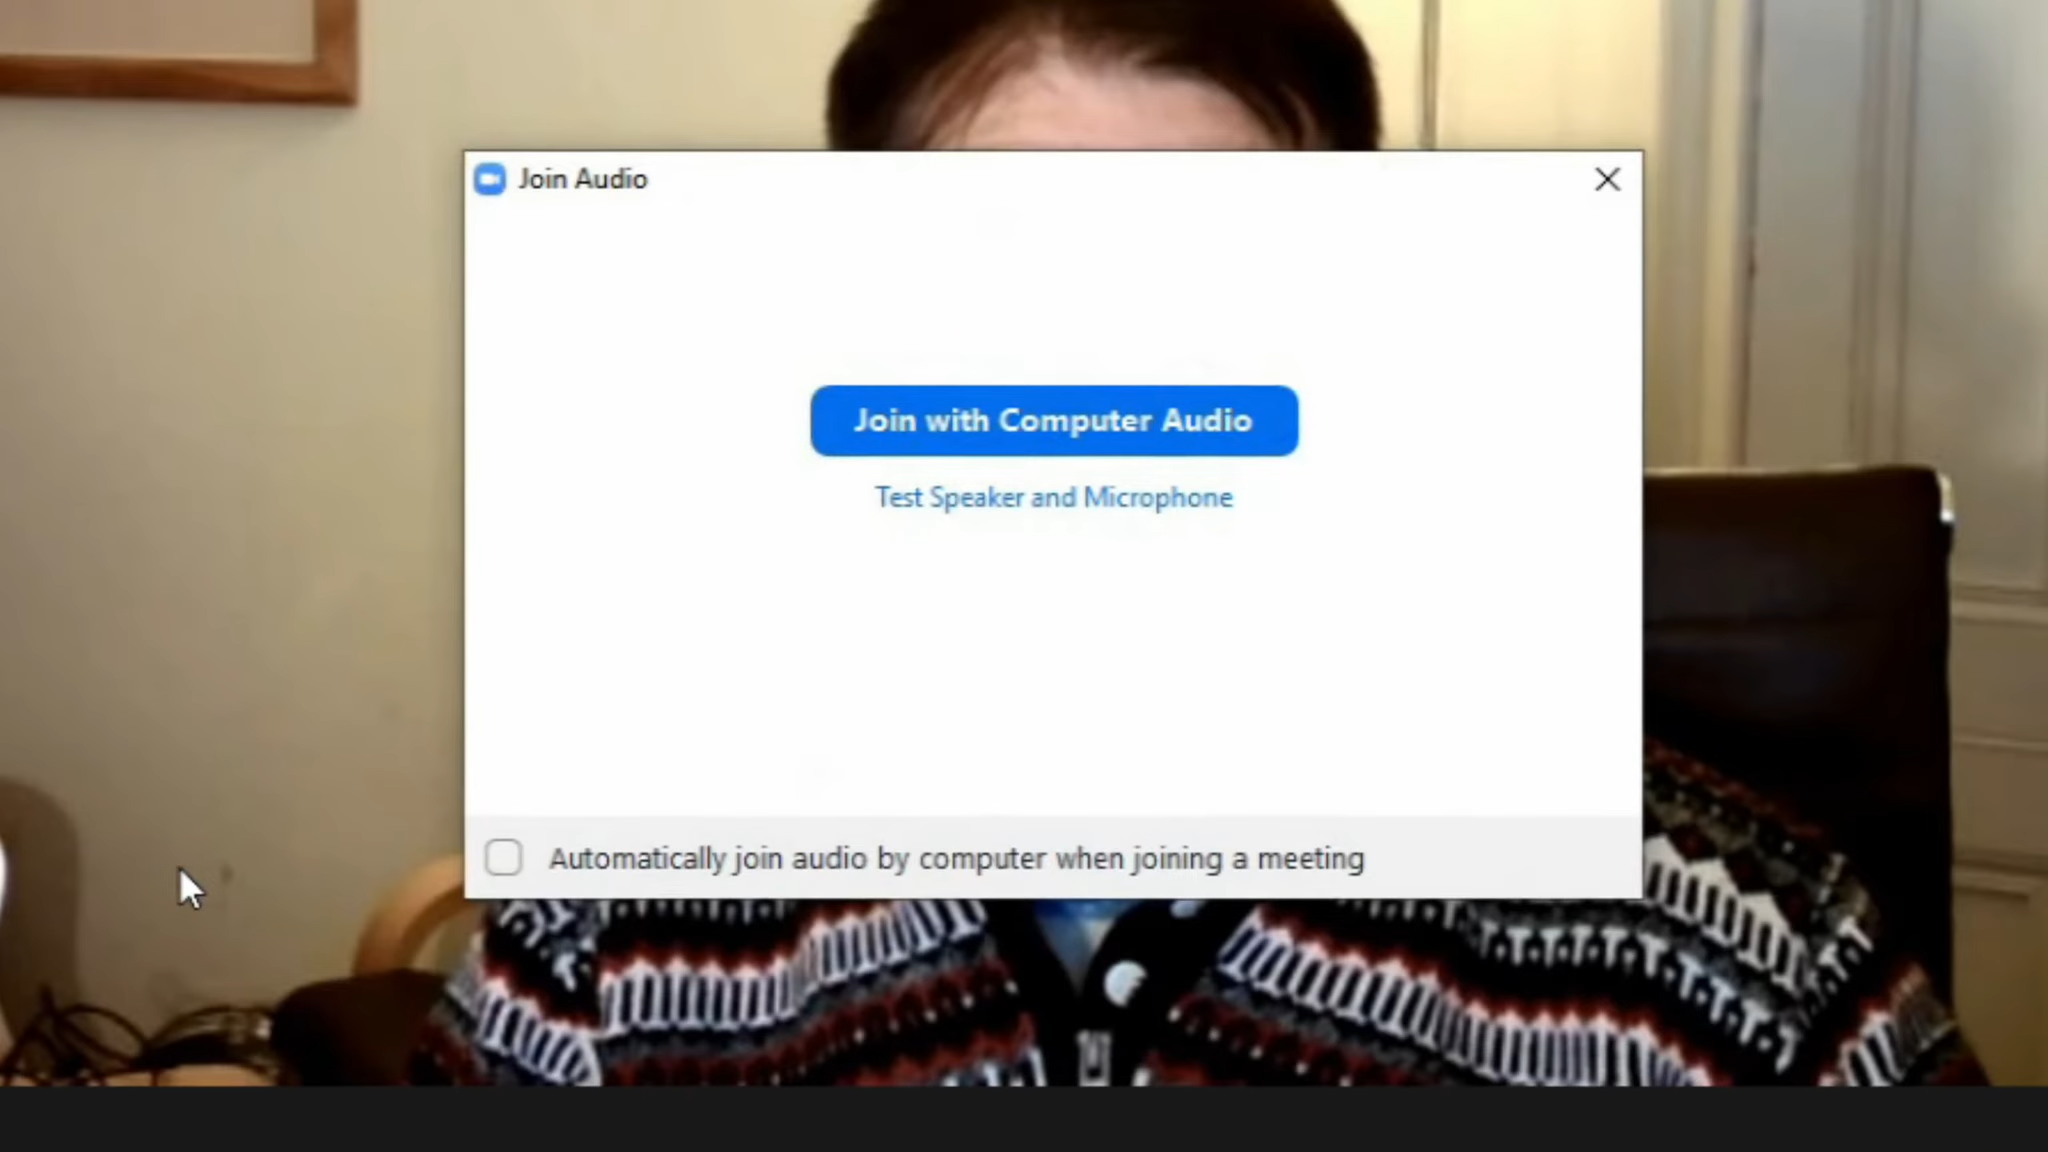 Join Audio
Join with Computer Audio
Test Speaker and Microphone
Automatically join audio by computer when joining a meeting